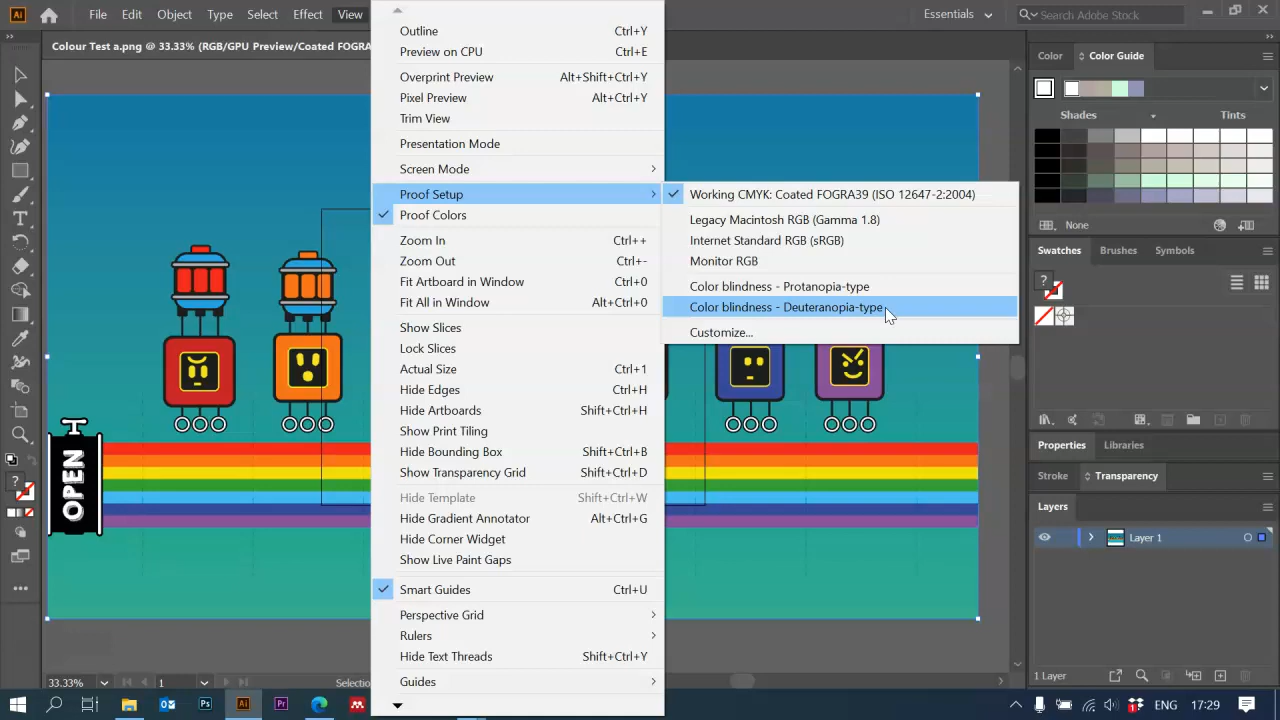 Ai
File
Edit
Object
Type
Select
Effect
View
Essentials
Search Adobe Stock
Colour Test a.png @ 33.33% (RGB/GPU Preview/Coated FOGRA
Outline Ctrl+Y
Preview on CPU Ctrl+E
Overprint Preview Alt+Shift+Ctrl+Y
Pixel Preview Alt+Ctrl+Y
Trim View
Presentation Mode
Screen Mode
Proof Setup
Proof Colors
Zoom In Ctrl++
Zoom Out Ctrl+-
Fit Artboard in Window Ctrl+0
Fit All in Window Alt+Ctrl+0
Show Slices
Lock Slices
Actual Size Ctrl+1
Hide Edges Ctrl+H
Hide Artboards Shift+Ctrl+H
Show Print Tiling
Hide Bounding Box Shift+Ctrl+B
Show Transparency Grid Shift+Ctrl+D
Hide Template Shift+Ctrl+W
Hide Gradient Annotator Alt+Ctrl+G
Hide Corner Widget
Show Live Paint Gaps
Smart Guides Ctrl+U
Perspective Grid
Rulers
Hide Text Threads Shift+Ctrl+Y
Guides
Working CMYK: Coated FOGRA39 (ISO 12647-2:2004)
Legacy Macintosh RGB (Gamma 1.8)
Internet Standard RGB (sRGB)
Monitor RGB
Color blindness - Protanopia-type
Color blindness - Deuteranopia-type
Customize...
OPEN
Color
Color Guide
Shades
Tints
None
Swatches
Brushes
Symbols
Properties
Libraries
Stroke
Transparency
Layers
Layer 1
1 Layer
33.33%
1
Selectio
Ps
Ai
Pr
ENG
17:29